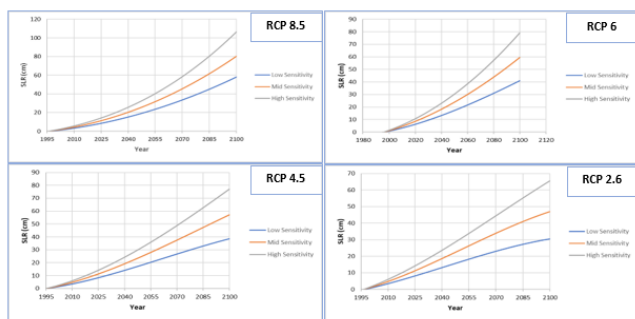 RCP 8.5
120
100
80
60
40
20
0
SLR (cm)
1995 2010 2025 2040 2055 2070 2085 2100
Year
Low Sensitivity
Mid Sensitivity
High Sensitivity
RCP 6
90
80
70
60
50
40
30
20
10
0
SLR (cm)
1980 2000 2020 2040 2060 2080 2100 2120
Year
Low Sensitivity
Mid Sensitivity
High Sensitivity
RCP 4.5
90
80
70
60
50
40
30
20
10
0
SLR (cm)
1995 2010 2025 2040 2055 2070 2085 2100
Year
Low Sensitivity
Mid Sensitivity
High Sensitivity
RCP 2.6
70
60
50
40
30
20
10
0
SLR (cm)
1995 2010 2025 2040 2055 2070 2085 2100
Year
Low Sensitivity
Mid Sensitivity
High Sensitivity